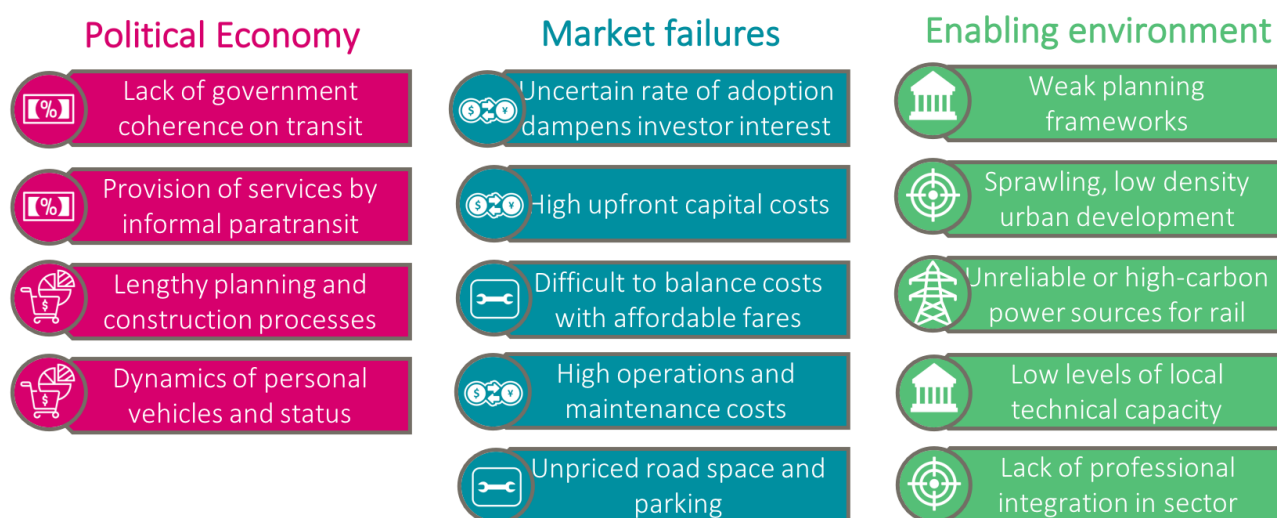 Political Economy
Lack of government
coherence on transit
Provision of services by
informal paratransit
Lengthy planning and
construction processes
Dynamics of personal
vehicles and status
Market failures
Uncertain rate of adoption
dampens investor interest
High upfront capital costs
Difficult to balance costs
with affordable fares
High operations and
maintenance costs
Unpriced road space and
parking
Enabling environment
Weak planning
frameworks
Sprawling, low density
urban development
Unreliable or high-carbon
power sources for rail
Low levels of local
technical capacity
Lack of professional
integration in sector